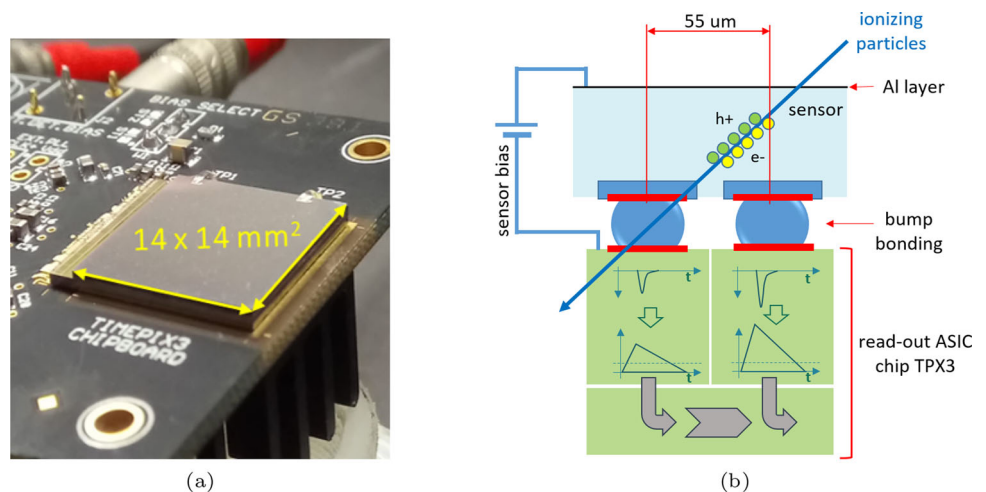 BIAS SELECT GS
TP1
TP2
14 x 14 mm²
TIMEPIX3
CHIPBOARD
(a)
55 um
ionizing
particles
Al layer
sensor
h+
e-
sensor bias
bump
bonding
t
t
t
t
read-out ASIC
chip TPX3
(b)